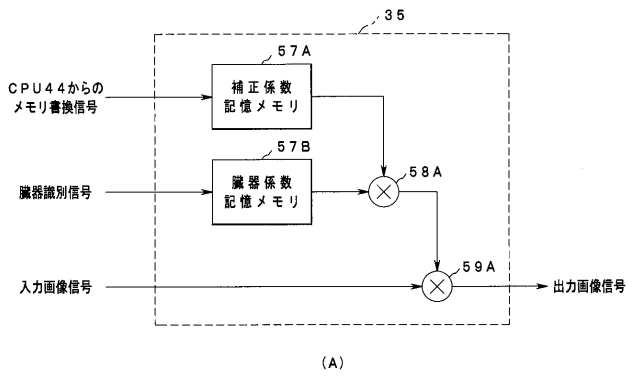 35
57A
CPU44からの
メモリ書換信号
補正係数
記憶メモリ
57B
臓器識別信号
臓器係数
記憶メモリ
58A
59A
入力画像信号
出力画像信号
(A)